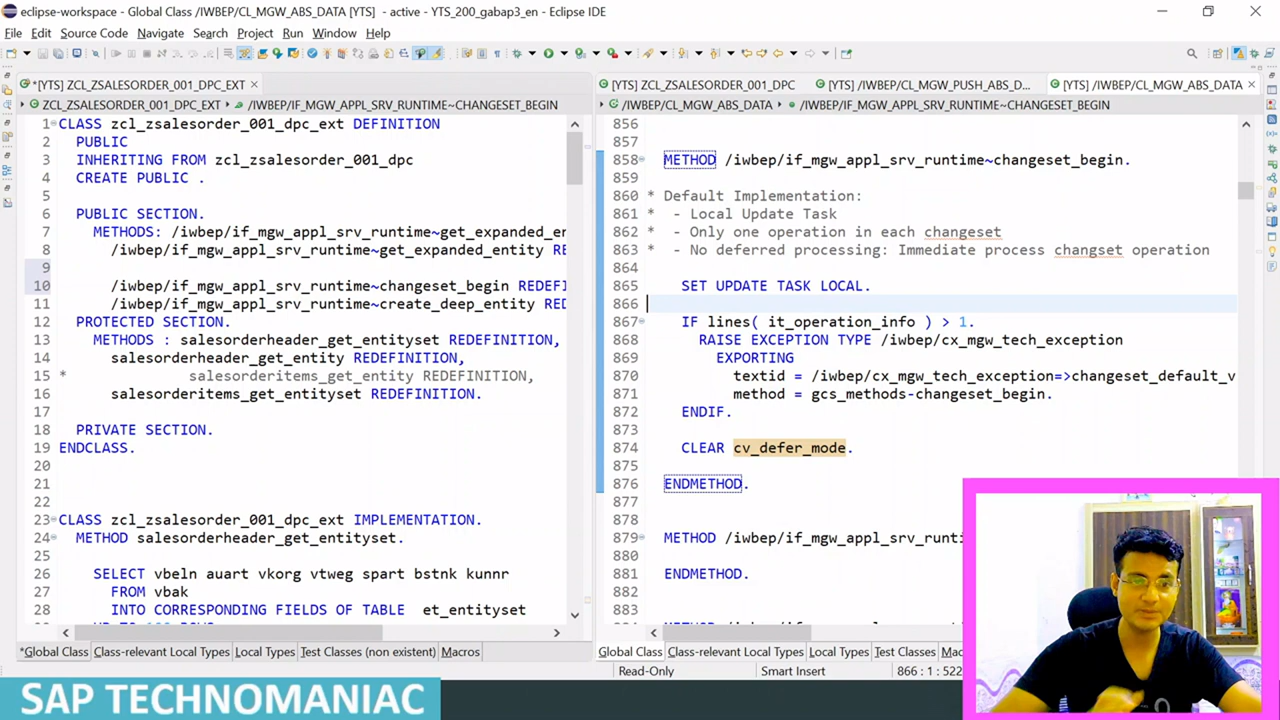 eclipse-workspace - Global Class /IWBEP/CL_MGW_ABS_DATA [YTS] - active - YTS_200_gabap3_en - Eclipse IDE
File Edit Source Code Navigate Search Project Run Window Help
*[YTS] ZCL_ZSALESORDER_001_DPC_EXT
ZCL_ZSALESORDER_001_DPC_EXT /IWBEP/IF_MGW_APPL_SRV_RUNTIME~CHANGESET_BEGIN
1 CLASS zcl_zsalesorder_001_dpc_ext DEFINITION
2 PUBLIC
3 INHERITING FROM zcl_zsalesorder_001_dpc
4 CREATE PUBLIC .
5
6 PUBLIC SECTION.
7 METHODS: /iwbep/if_mgw_appl_srv_runtime~get_expanded_en
8 /iwbep/if_mgw_appl_srv_runtime~get_expanded_entity RE
9
10 /iwbep/if_mgw_appl_srv_runtime~changeset_begin REDEFI
11 /iwbep/if_mgw_appl_srv_runtime~create_deep_entity RED
12 PROTECTED SECTION.
13 METHODS : salesorderheader_get_entityset REDEFINITION,
14 salesorderheader_get_entity REDEFINITION,
15 * salesorderitems_get_entity REDEFINITION,
16 salesorderitems_get_entityset REDEFINITION.
17
18 PRIVATE SECTION.
19 ENDCLASS.
20
21
22
23 CLASS zcl_zsalesorder_001_dpc_ext IMPLEMENTATION.
24 METHOD salesorderheader_get_entityset.
25
26 SELECT vbeln auart vkorg vtweg spart bstnk kunnr
27 FROM vbak
28 INTO CORRESPONDING FIELDS OF TABLE et_entityset
*Global Class Class-relevant Local Types Local Types Test Classes (non existent) Macros
[YTS] ZCL_ZSALESORDER_001_DPC [YTS] /IWBEP/CL_MGW_PUSH_ABS_D... [YTS] /IWBEP/CL_MGW_ABS_DATA
/IWBEP/CL_MGW_ABS_DATA /IWBEP/IF_MGW_APPL_SRV_RUNTIME~CHANGESET_BEGIN
856
857
858 METHOD /iwbep/if_mgw_appl_srv_runtime~changeset_begin.
859
860 * Default Implementation:
861 * - Local Update Task
862 * - Only one operation in each changeset
863 * - No deferred processing: Immediate process changset operation
864
865 SET UPDATE TASK LOCAL.
866
867 IF lines( it_operation_info ) > 1.
868 RAISE EXCEPTION TYPE /iwbep/cx_mgw_tech_exception
869 EXPORTING
870 textid = /iwbep/cx_mgw_tech_exception=>changeset_default_v
871 method = gcs_methods-changeset_begin.
872 ENDIF.
873
874 CLEAR cv_defer_mode.
875
876 ENDMETHOD.
877
878
879 METHOD /iwbep/if_mgw_appl_srv_runti
880
881 ENDMETHOD.
882
883
Global Class Class-relevant Local Types Local Types Test Classes Mac
Read-Only Smart Insert 866 : 1 : 522
SAP TECHNOMANIAC